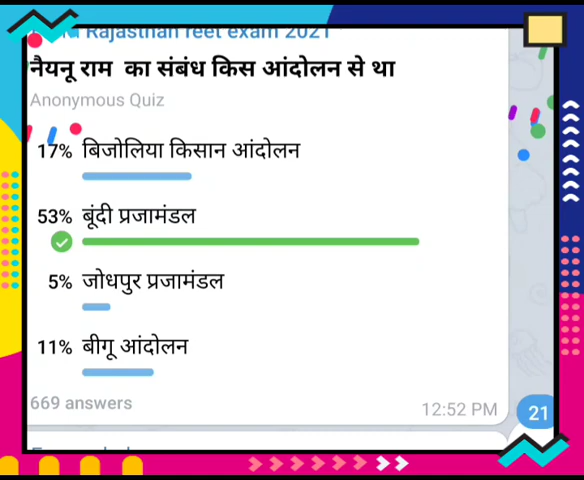 Rajasthan reet exam 2021
नैयनू राम का संबंध किस आंदोलन से था
Anonymous Quiz
17% बिजोलिया किसान आंदोलन
53% बूंदी प्रजामंडल
5% जोधपुर प्रजामंडल
11% बीगू आंदोलन
669 answers
12:52 PM
21